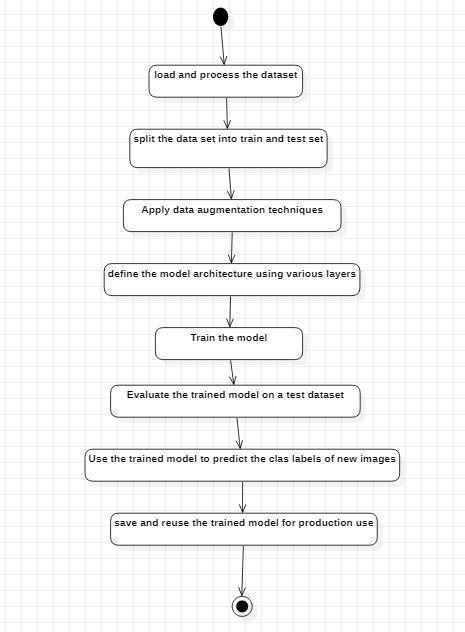 load and process the dataset
split the data set into train and test set
Apply data augmentation techniques
define the model architecture using various layers
Train the model
Evaluate the trained model on a test dataset
Use the trained model to predict the clas labels of new images
save and reuse the trained model for production use